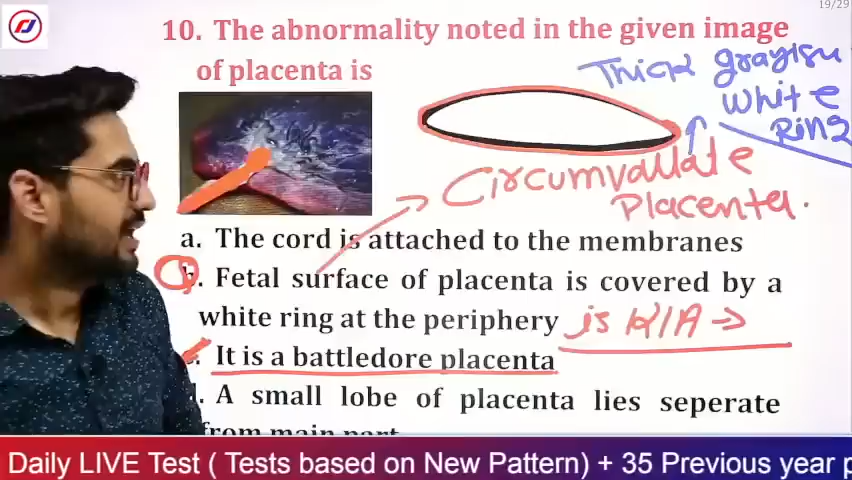 19/29
10. The abnormality noted in the given image
of placenta is
Thick grayish
White
Ring
Circumvallate
Placenta.
a. The cord is attached to the membranes
b. Fetal surface of placenta is covered by a
white ring at the periphery is K/A →
It is a battledore placenta
A small lobe of placenta lies seperate
from main part
Daily LIVE Test ( Tests based on New Pattern) + 35 Previous year p